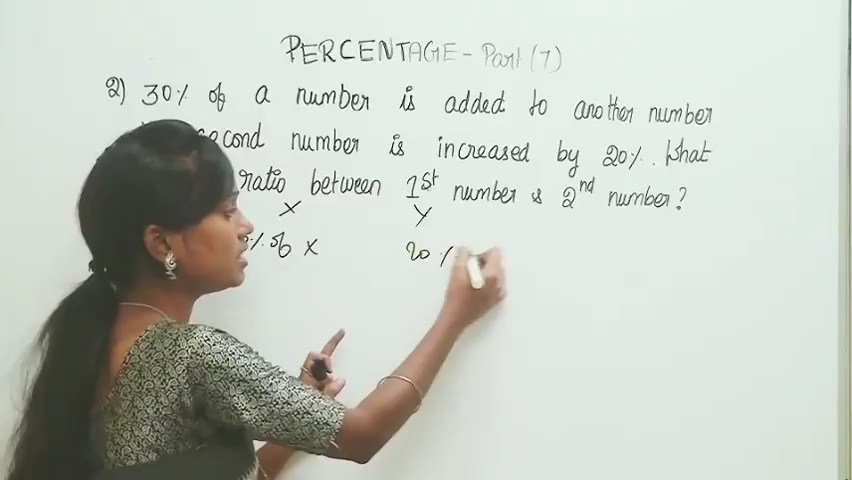 PERCENTAGE - Part (7)
2) 30% of a number is added to another number
second number is increased by 20%. What
ratio between 1st number & 2nd number?
X Y
% of X 20 %